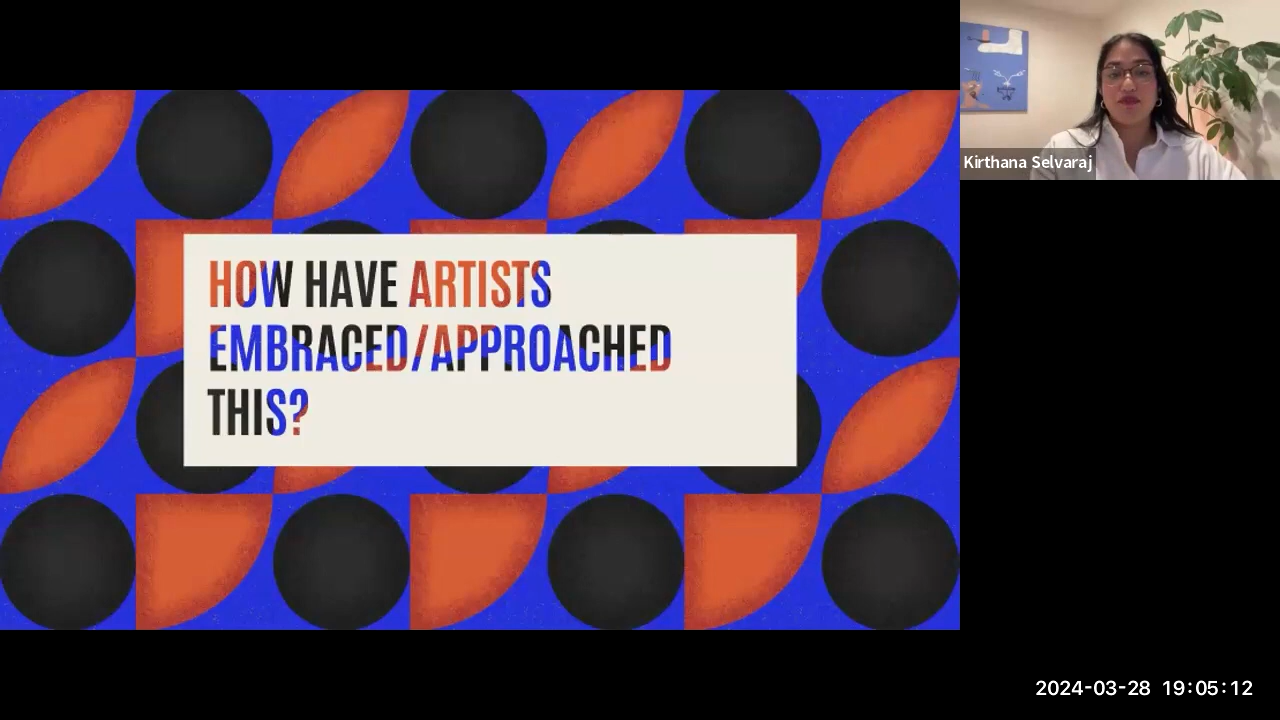 HOW HAVE ARTISTS
EMBRACED/APPROACHED
THIS?
Kirthana Selvaraj
2024-03-28 19:05:12